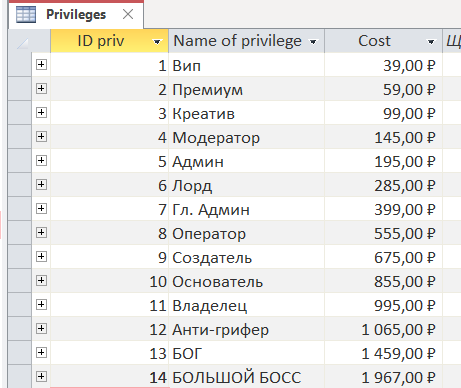 Privileges
ID priv Name of privilege Cost
1 Вип 39,00 ₽
2 Премиум 59,00 ₽
3 Креатив 99,00 ₽
4 Модератор 145,00 ₽
5 Админ 195,00 ₽
6 Лорд 285,00 ₽
7 Гл. Админ 399,00 ₽
8 Оператор 555,00 ₽
9 Создатель 675,00 ₽
10 Основатель 855,00 ₽
11 Владелец 995,00 ₽
12 Анти-грифер 1 065,00 ₽
13 БОГ 1 459,00 ₽
14 БОЛЬШОЙ БОСС 1 967,00 ₽